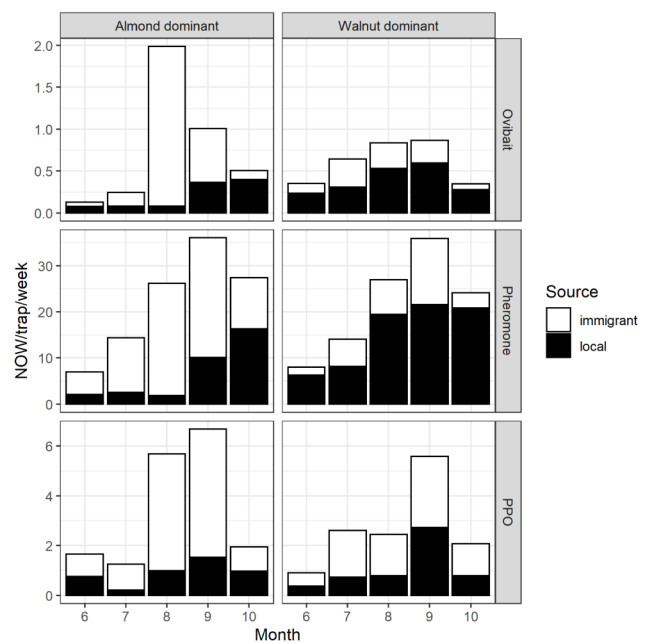 Almond dominant
Walnut dominant
2.0
1.5
1.0
0.5
0.0
Ovibait
30
20
10
0
Pheromone
6
4
2
0
PPO
6 7 8 9 10
6 7 8 9 10
Month
NOW/trap/week
Source
immigrant
local